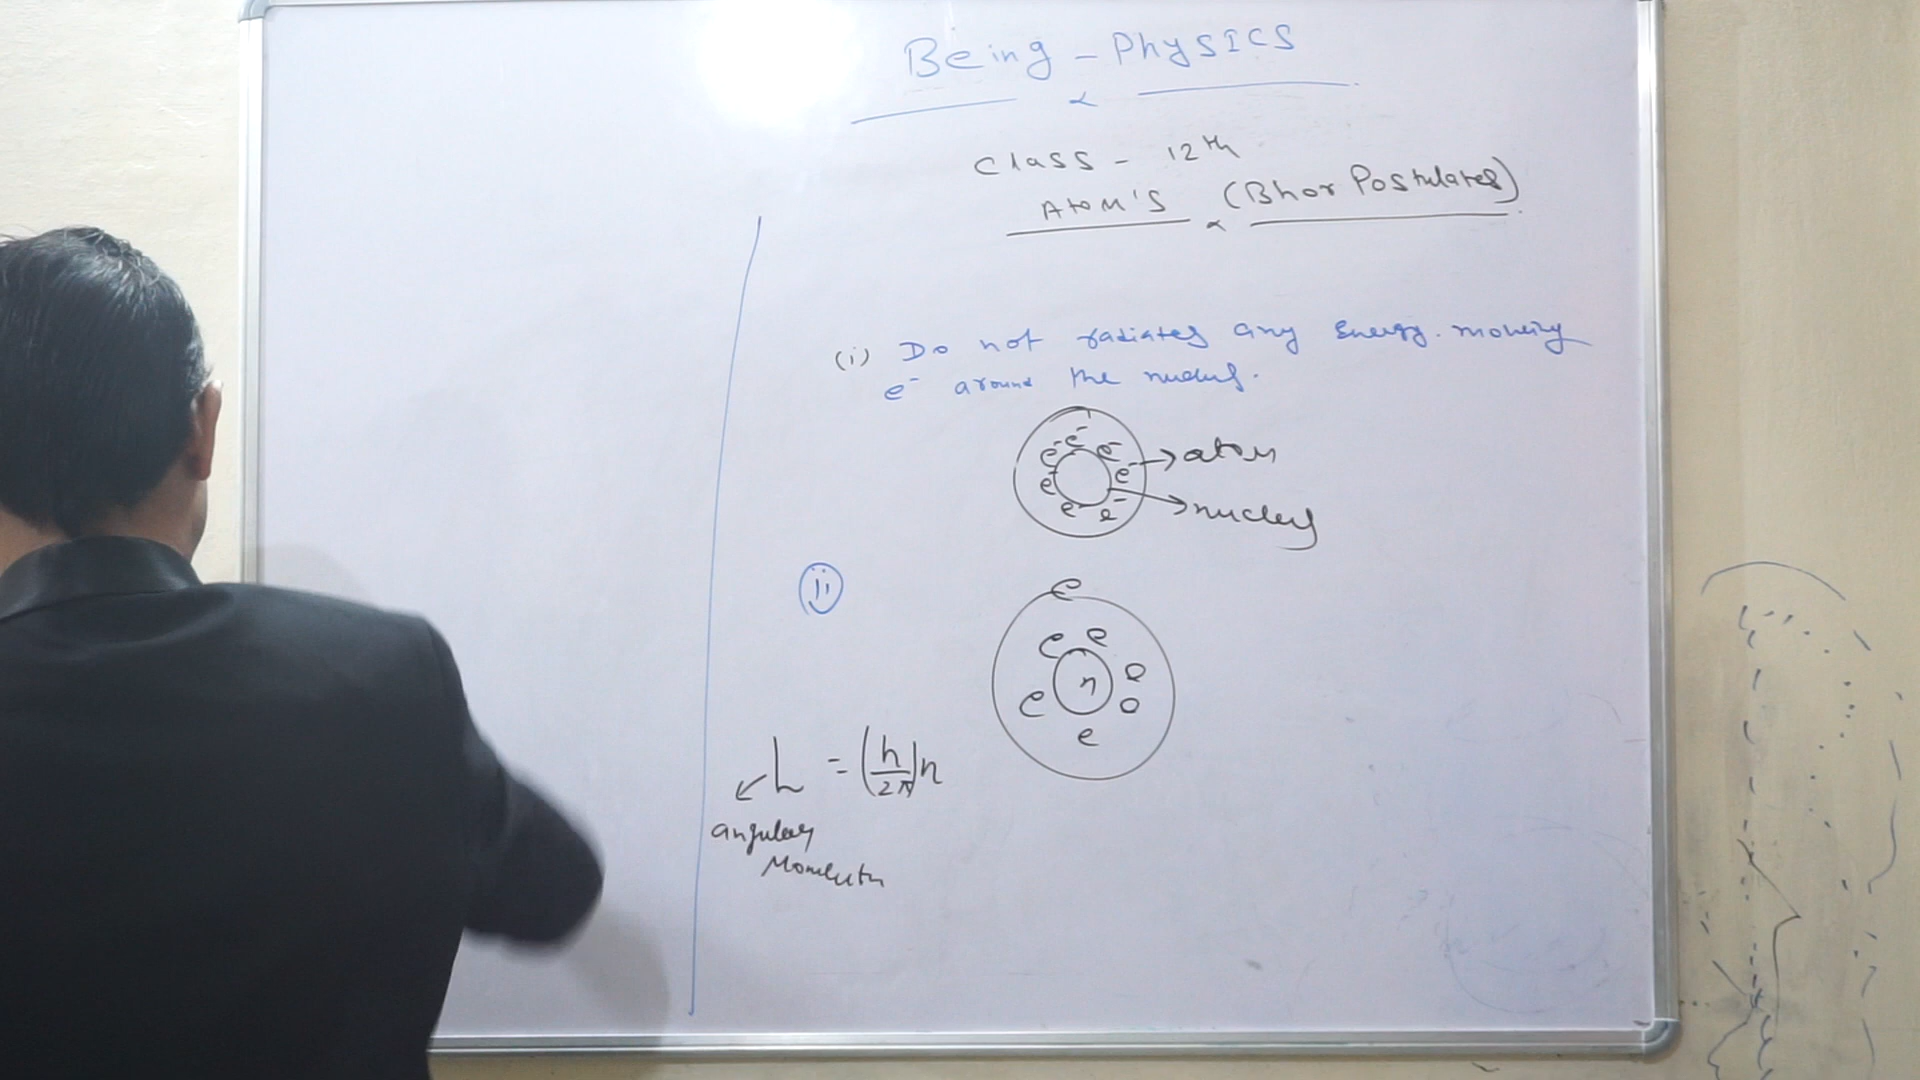 Being - Physics
Class - 12th
Atom's (Bhor Postulates)
(i) Do not radiates any Energy. moving
e⁻ around the nucleus.
e⁻ e⁻ e⁻
e⁻ → atom
e → nucleus
e e⁻
(ii)
e
e e
n e
e
e
L = (h/2π)n
angular
Momentu